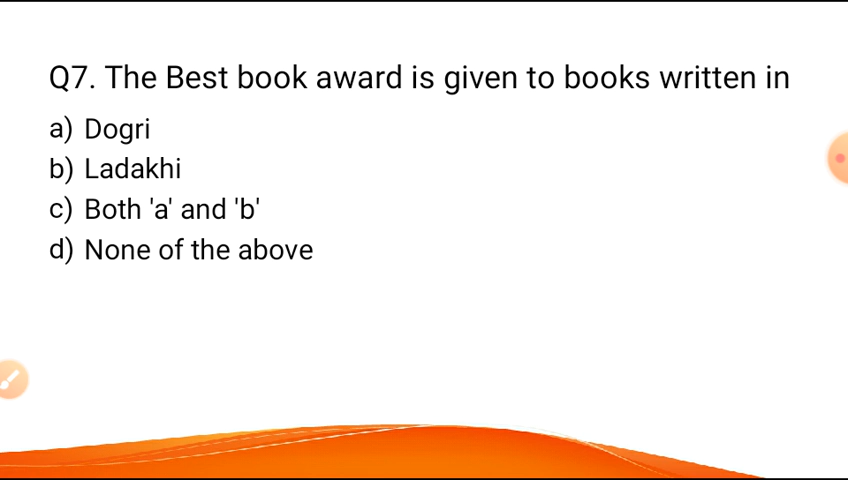 Q7. The Best book award is given to books written in
a) Dogri
b) Ladakhi
c) Both 'a' and 'b'
d) None of the above